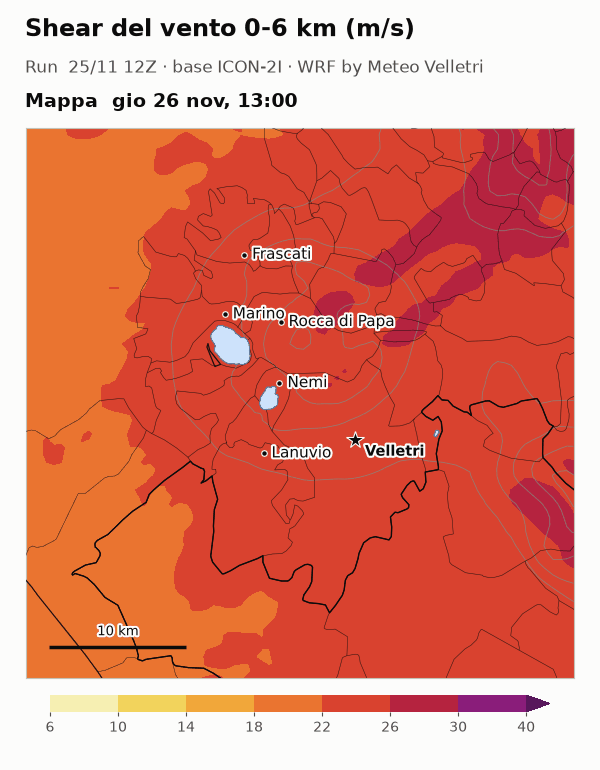 Shear del vento 0-6 km (m/s)
Run  25/11 12Z · base ICON-2I · WRF by Meteo Velletri
Mappa  gio 26 nov, 13:00
Frascati
Marino
Rocca di Papa
Nemi
Velletri
Lanuvio
10 km
6 10 14 18 22 26 30 40